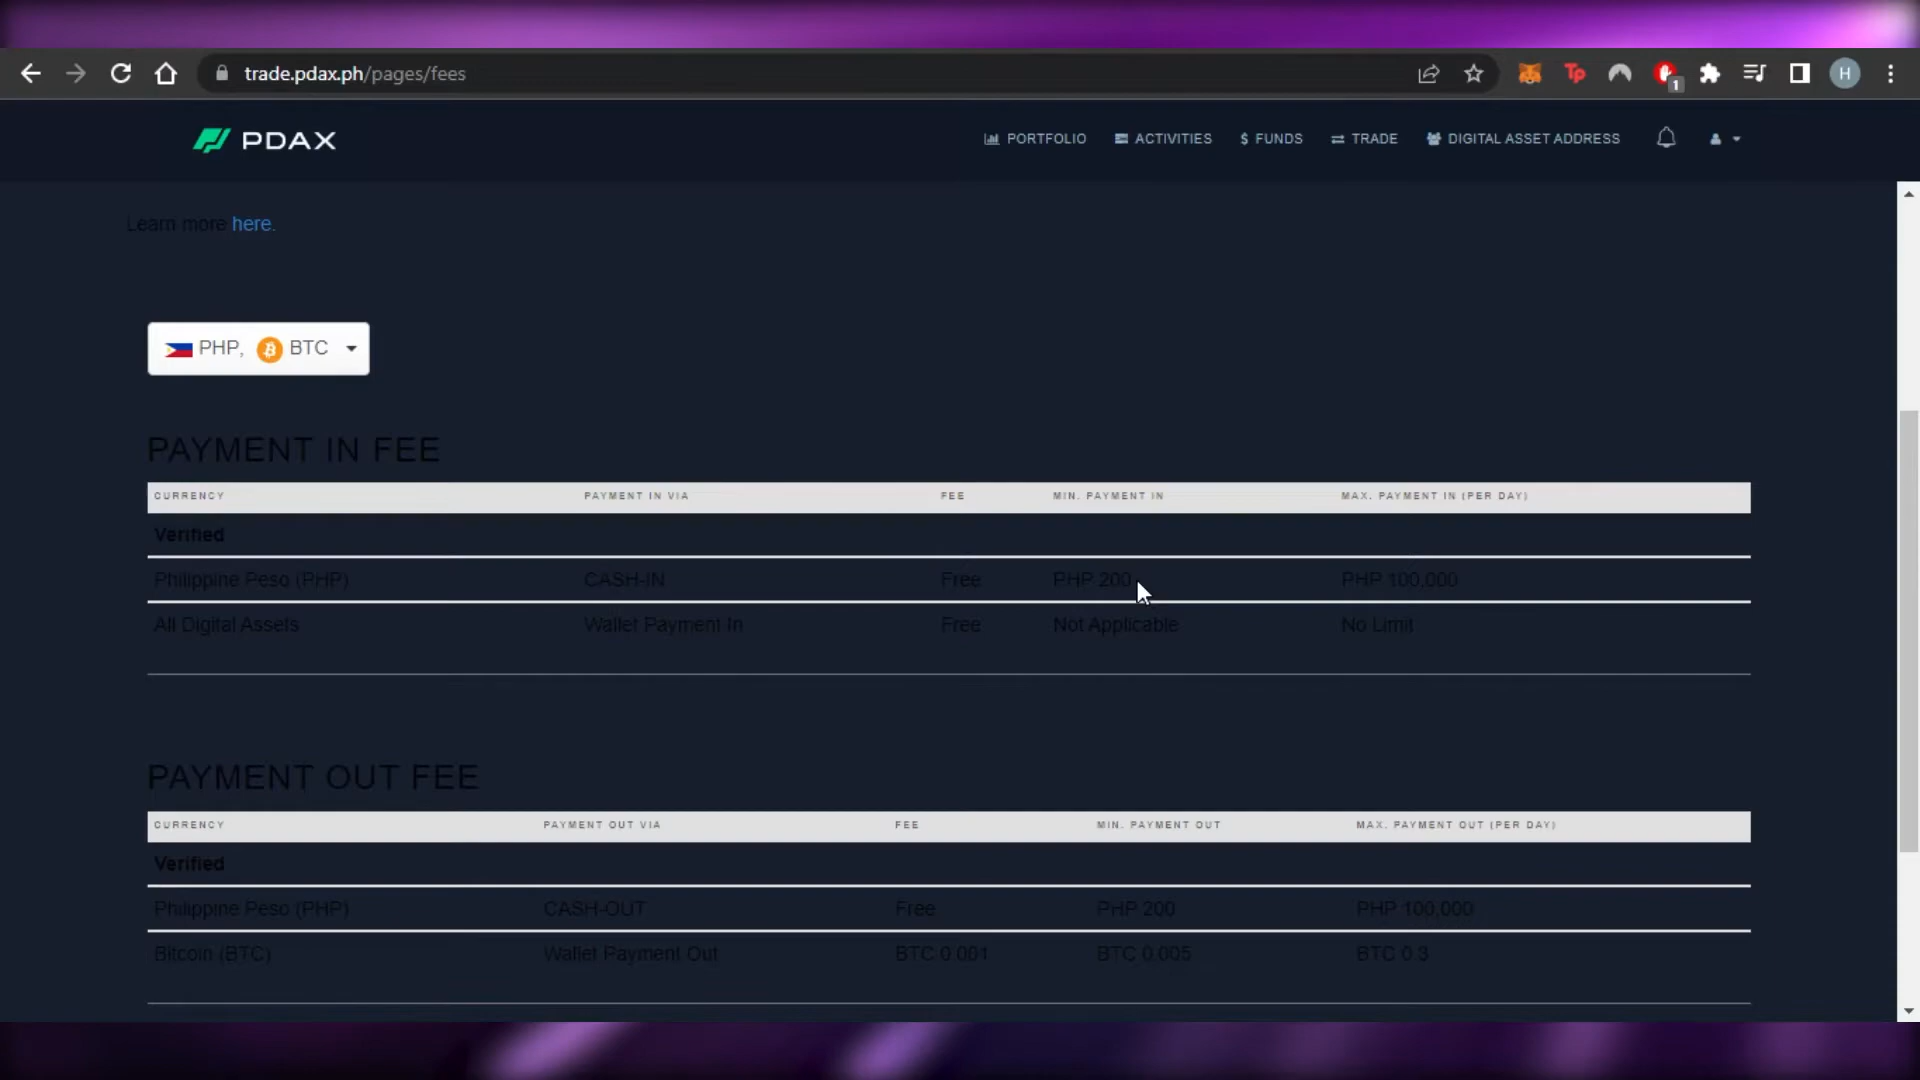 trade.pdax.ph/pages/fees
1
H
PDAX
PORTFOLIO
ACTIVITIES
$ FUNDS
TRADE
DIGITAL ASSET ADDRESS
Learn more here.
PHP, BTC
PAYMENT IN FEE
CURRENCY PAYMENT IN VIA FEE MIN. PAYMENT IN MAX. PAYMENT IN (PER DAY)
Verified
Philippine Peso (PHP) CASH-IN Free PHP 200 PHP 100,000
All Digital Assets Wallet Payment In Free Not Applicable No Limit
PAYMENT OUT FEE
CURRENCY PAYMENT OUT VIA FEE MIN. PAYMENT OUT MAX. PAYMENT OUT (PER DAY)
Verified
Philippine Peso (PHP) CASH-OUT Free PHP 200 PHP 100,000
Bitcoin (BTC) Wallet Payment Out BTC 0.001 BTC 0.005 BTC 0.3